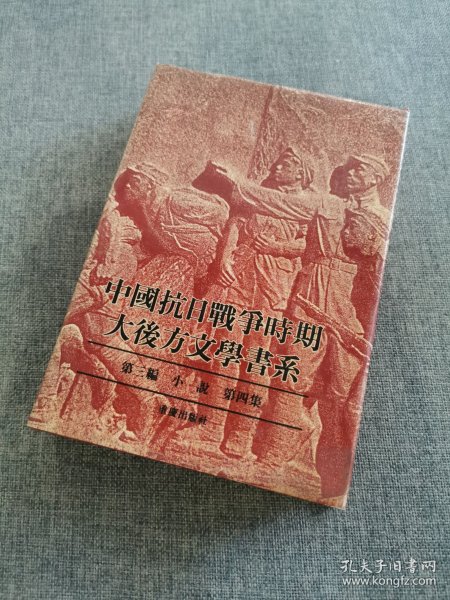 中國抗日戰爭時期
大後方文學書系
第三編 小說 第四集
重慶出版社
孔夫子旧书网
www.kongfz.com